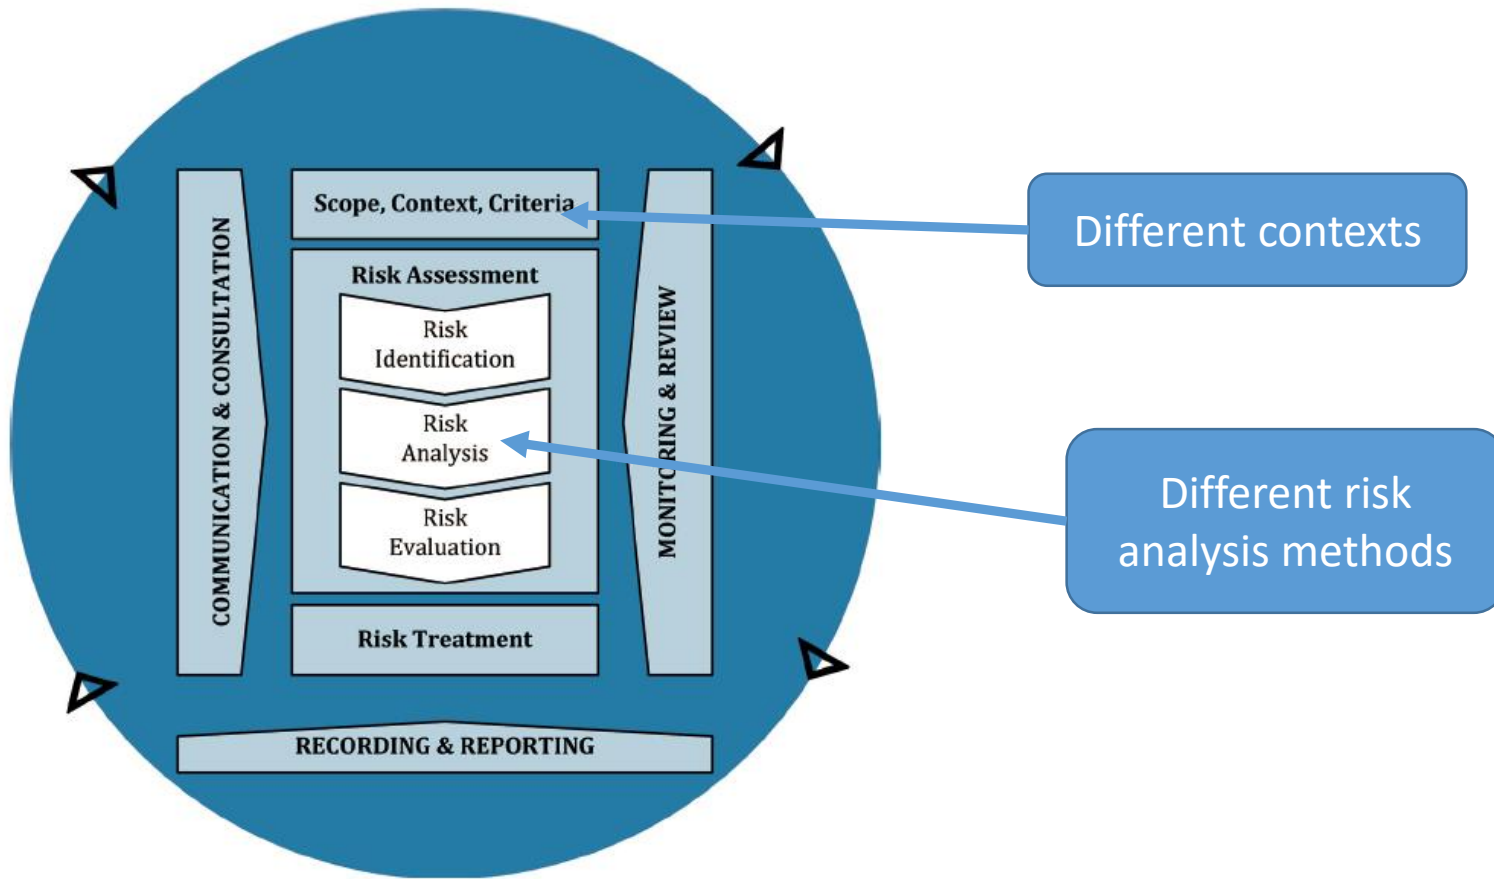 Scope, Context, Criteria
Risk Assessment
Risk
Identification
Risk
Analysis
Risk
Evaluation
Risk Treatment
COMMUNICATION & CONSULTATION
MONITORING & REVIEW
RECORDING & REPORTING
Different contexts
Different risk
analysis methods